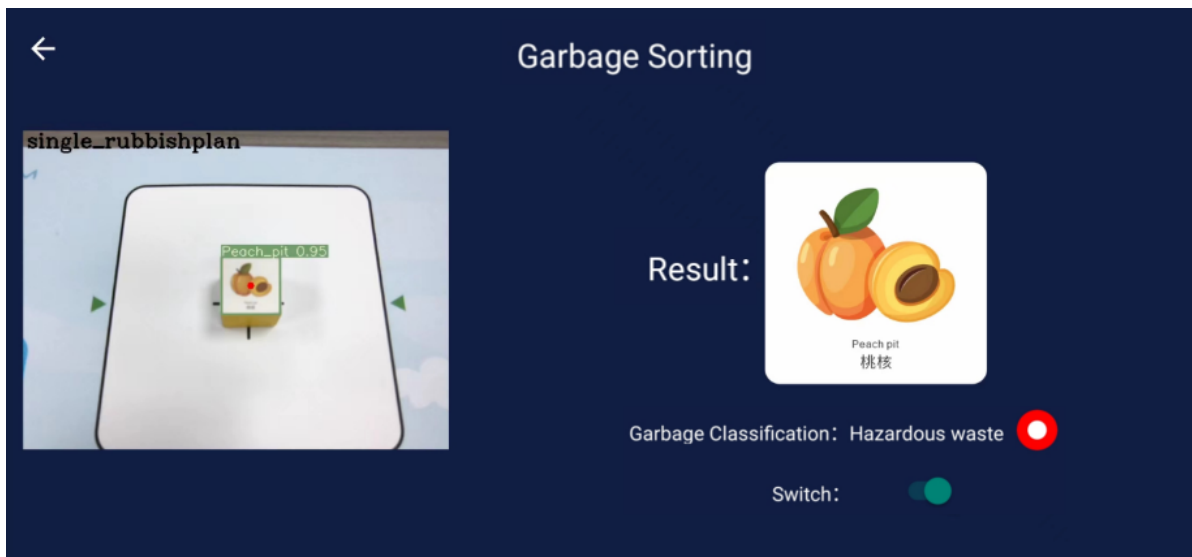 Garbage Sorting
single_rubbishplan
Peach_pit 0.95
Result:
Peach pit
桃核
Garbage Classification: Hazardous waste
Switch: